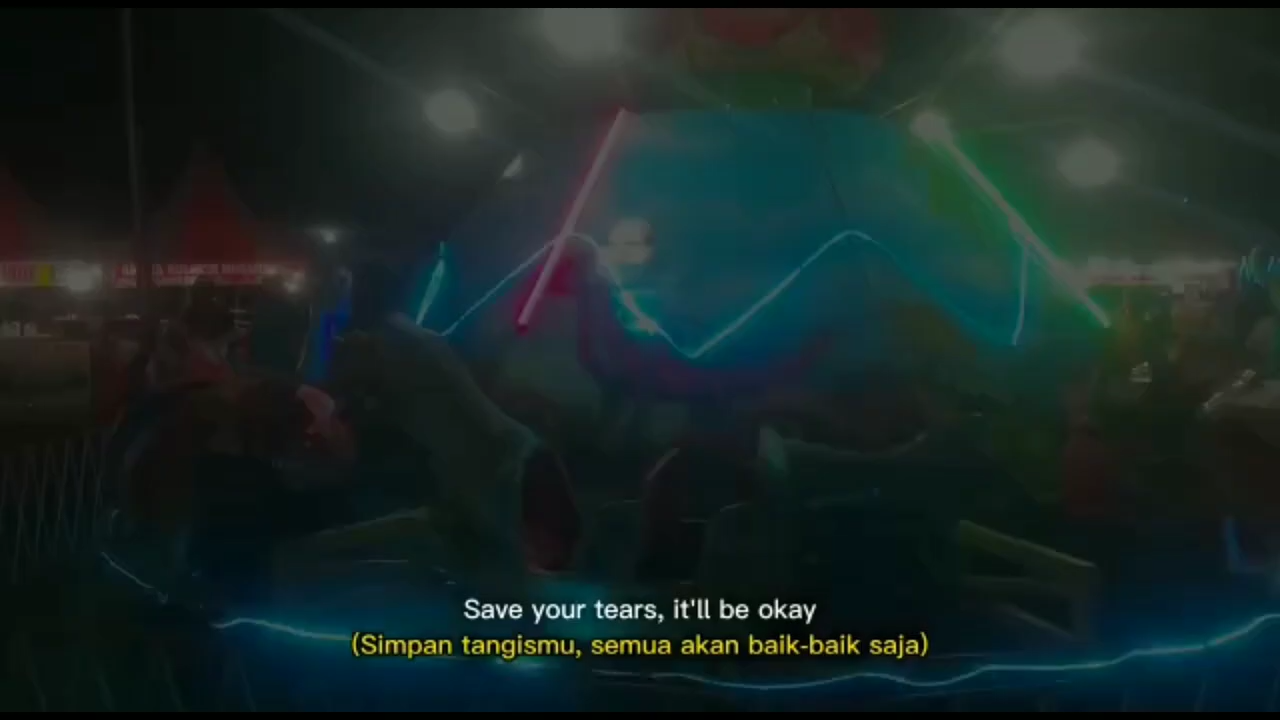 Save your tears, it'll be okay
(Simpan tangismu, semua akan baik-baik saja)